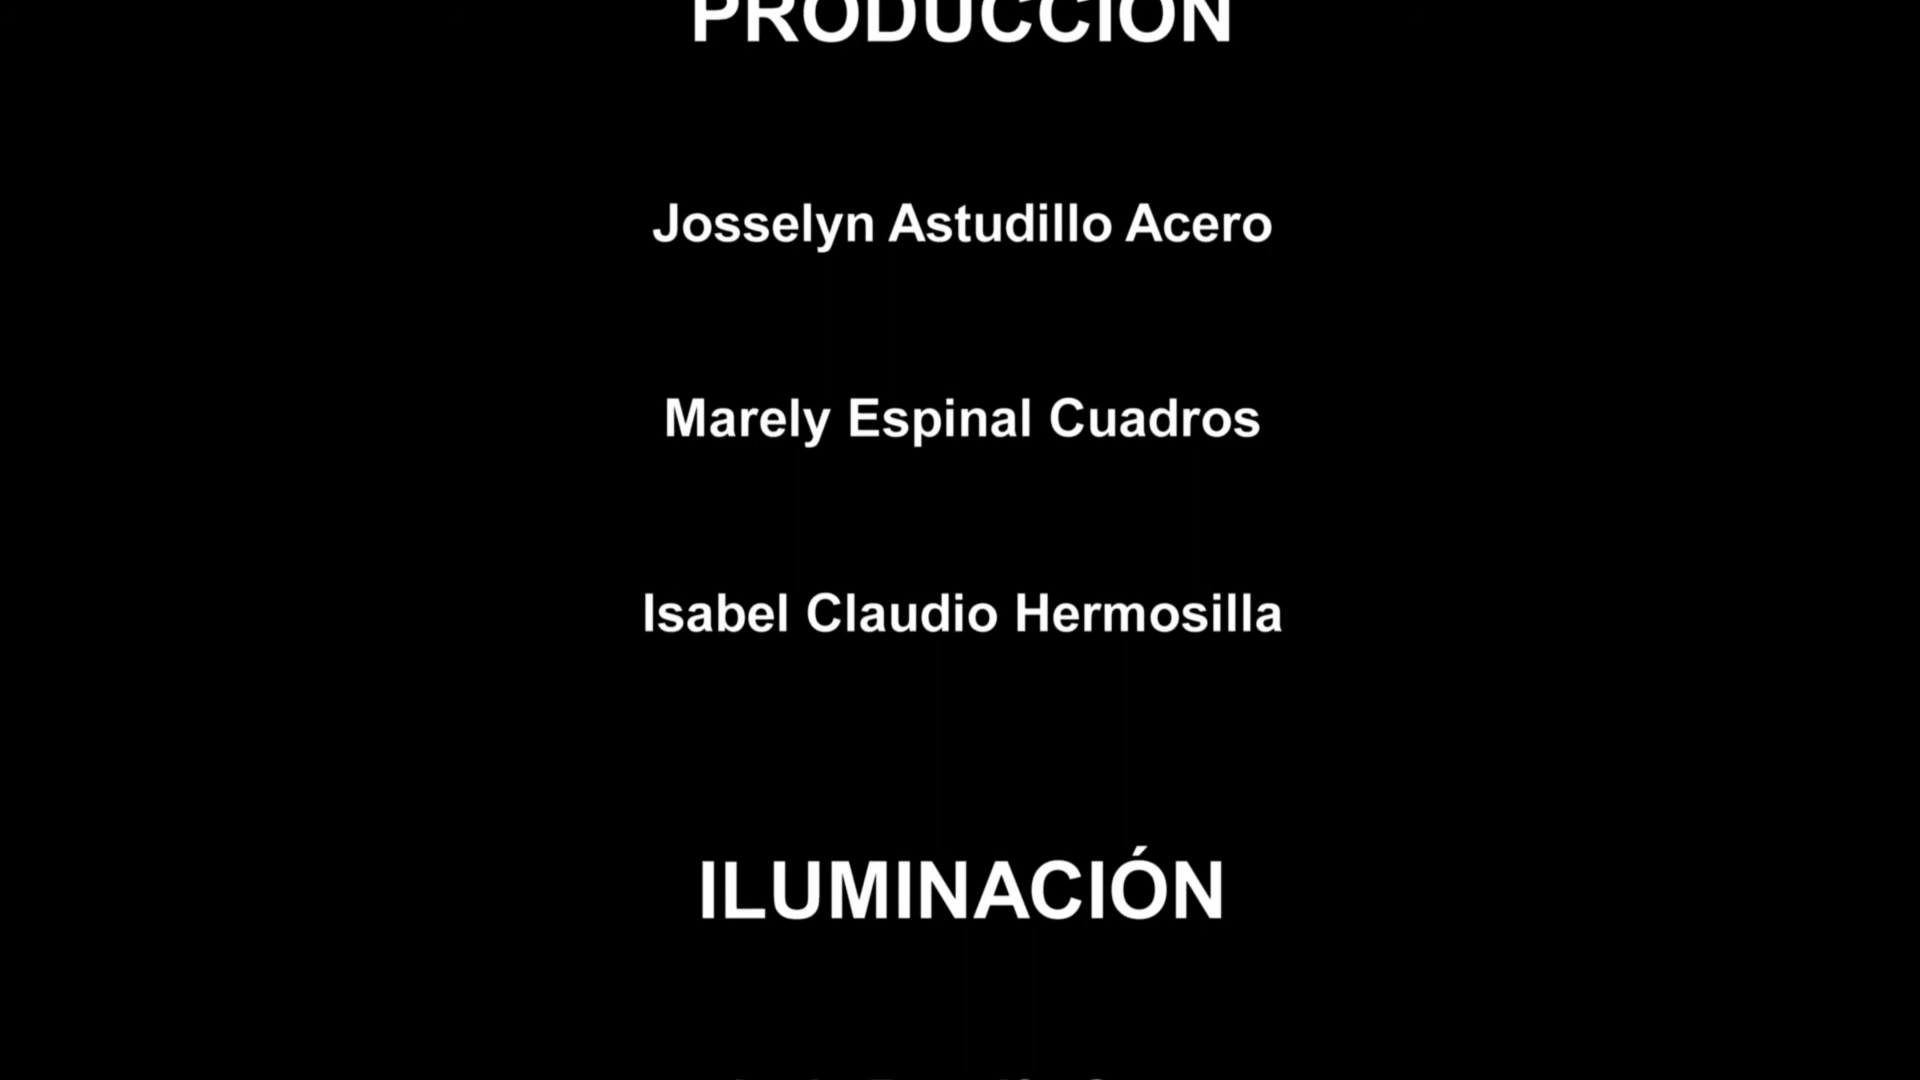 PRODUCCIÓN
Josselyn Astudillo Acero
Marely Espinal Cuadros
Isabel Claudio Hermosilla
ILUMINACIÓN